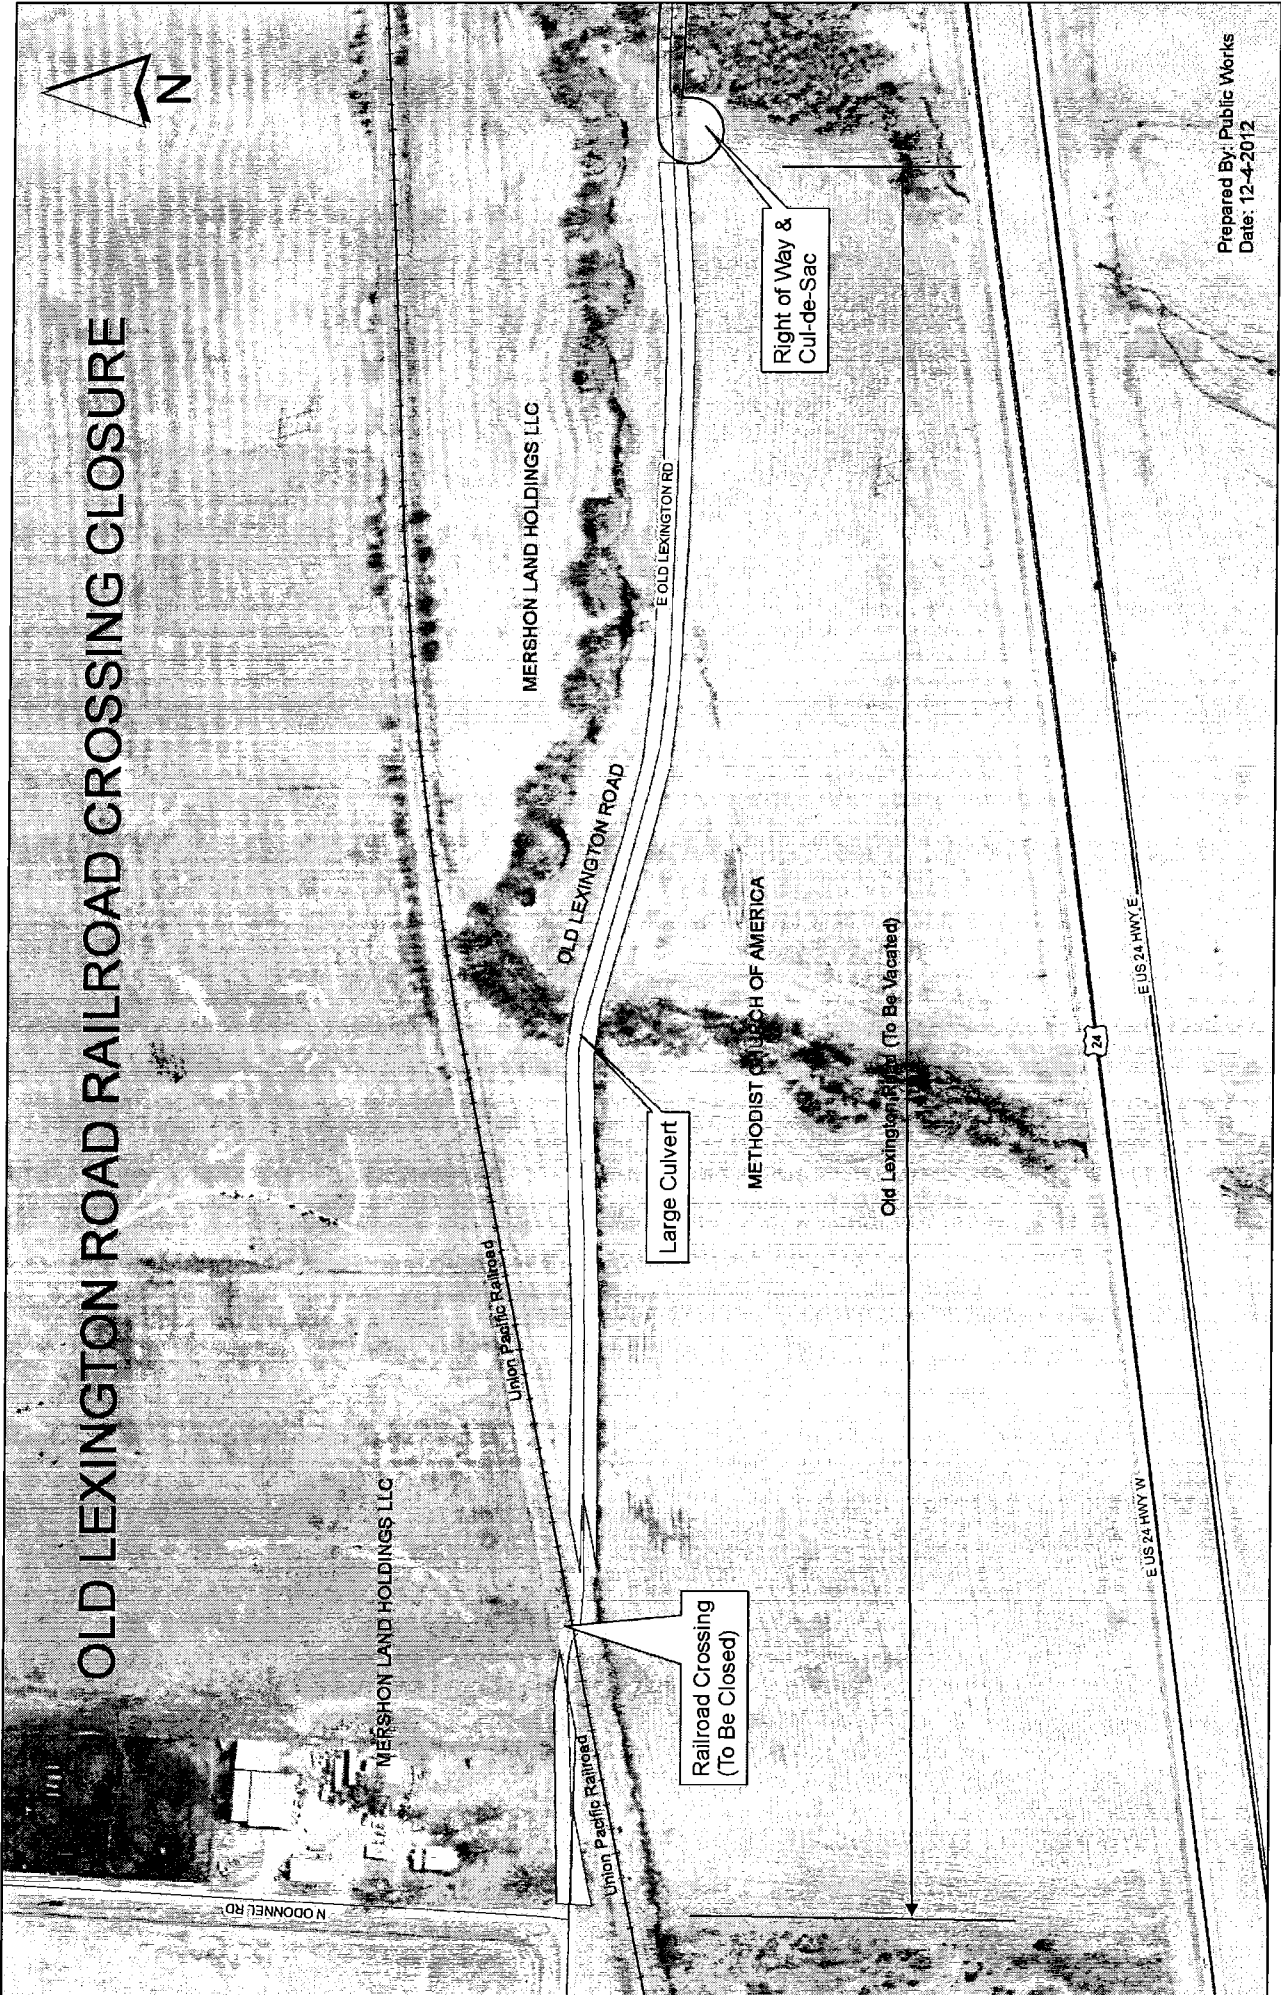 OLD LEXINGTON ROAD RAILROAD CROSSING CLOSURE
N
N ODONNEL RD
MERSHON LAND HOLDINGS LLC
MERSHON LAND HOLDINGS LLC
Union Pacific Railroad
Union Pacific Railroad
OLD LEXINGTON ROAD
E OLD LEXINGTON RD
Large Culvert
Railroad Crossing
(To Be Closed)
Right of Way &
Cul-de-Sac
METHODIST CHURCH OF AMERICA
Old Lexington Road (To Be Vacated)
24
E US 24 HWY W
E US 24 HWY E
Prepared By: Public Works
Date: 12-4-2012